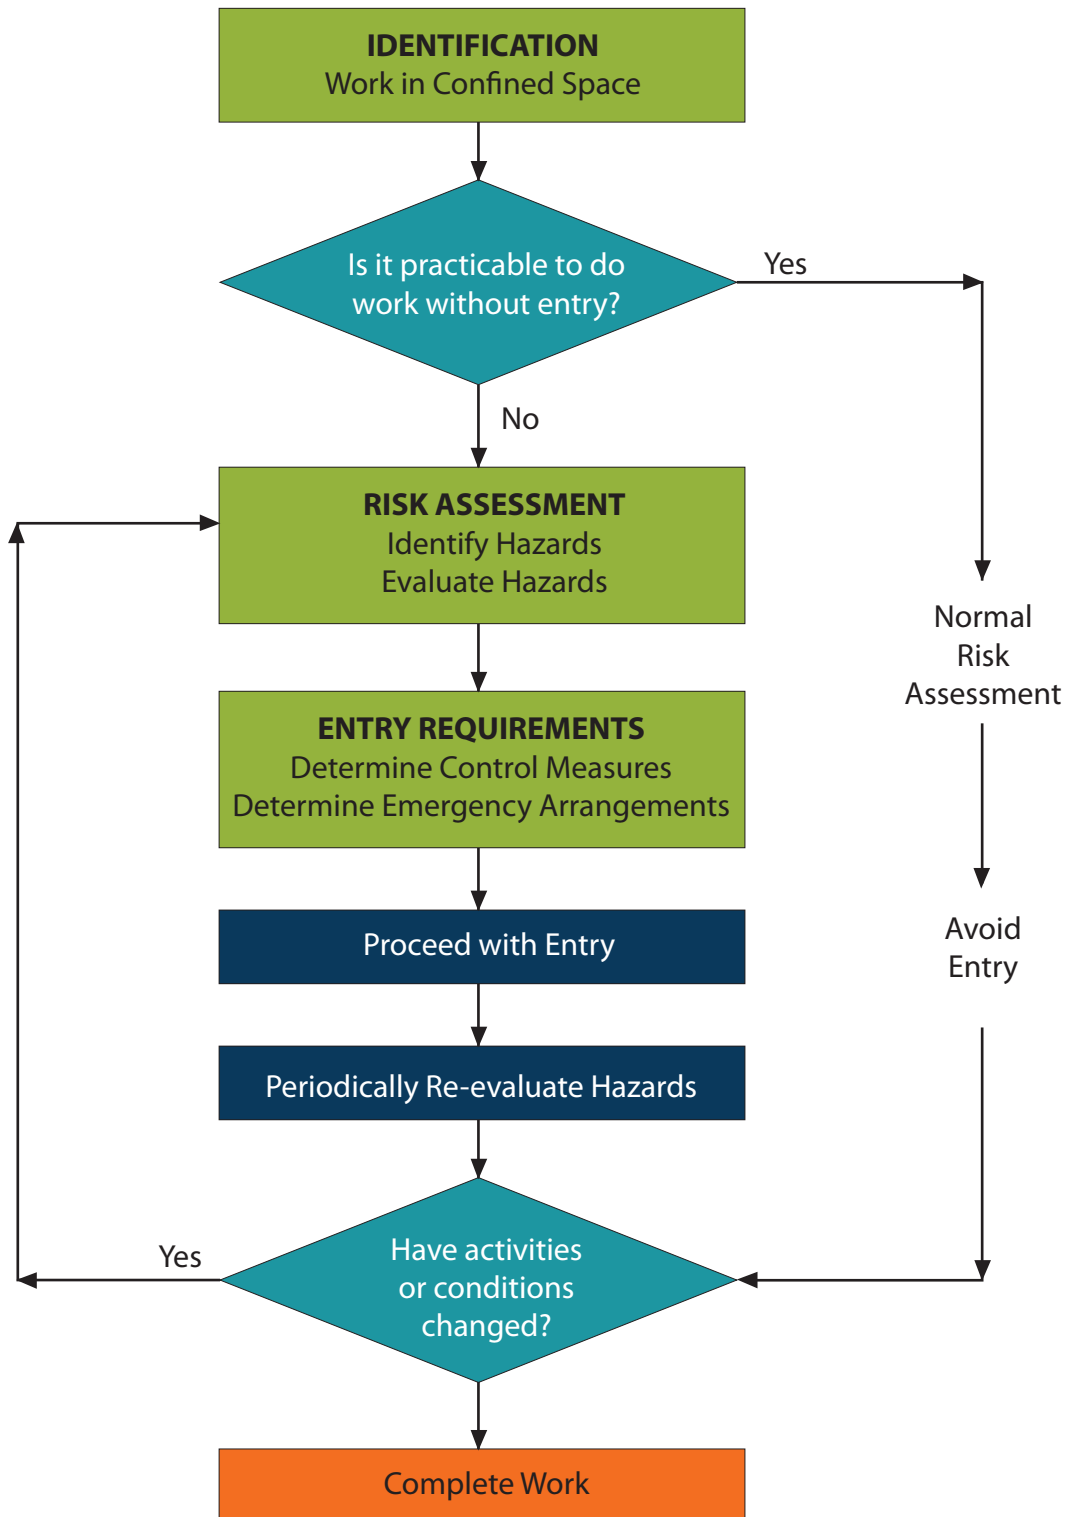 IDENTIFICATION
Work in Confined Space
Is it practicable to do
work without entry?
Yes
No
RISK ASSESSMENT
Identify Hazards
Evaluate Hazards
Normal
Risk
Assessment
ENTRY REQUIREMENTS
Determine Control Measures
Determine Emergency Arrangements
Proceed with Entry
Avoid
Entry
Periodically Re-evaluate Hazards
Have activities
or conditions
changed?
Yes
Complete Work